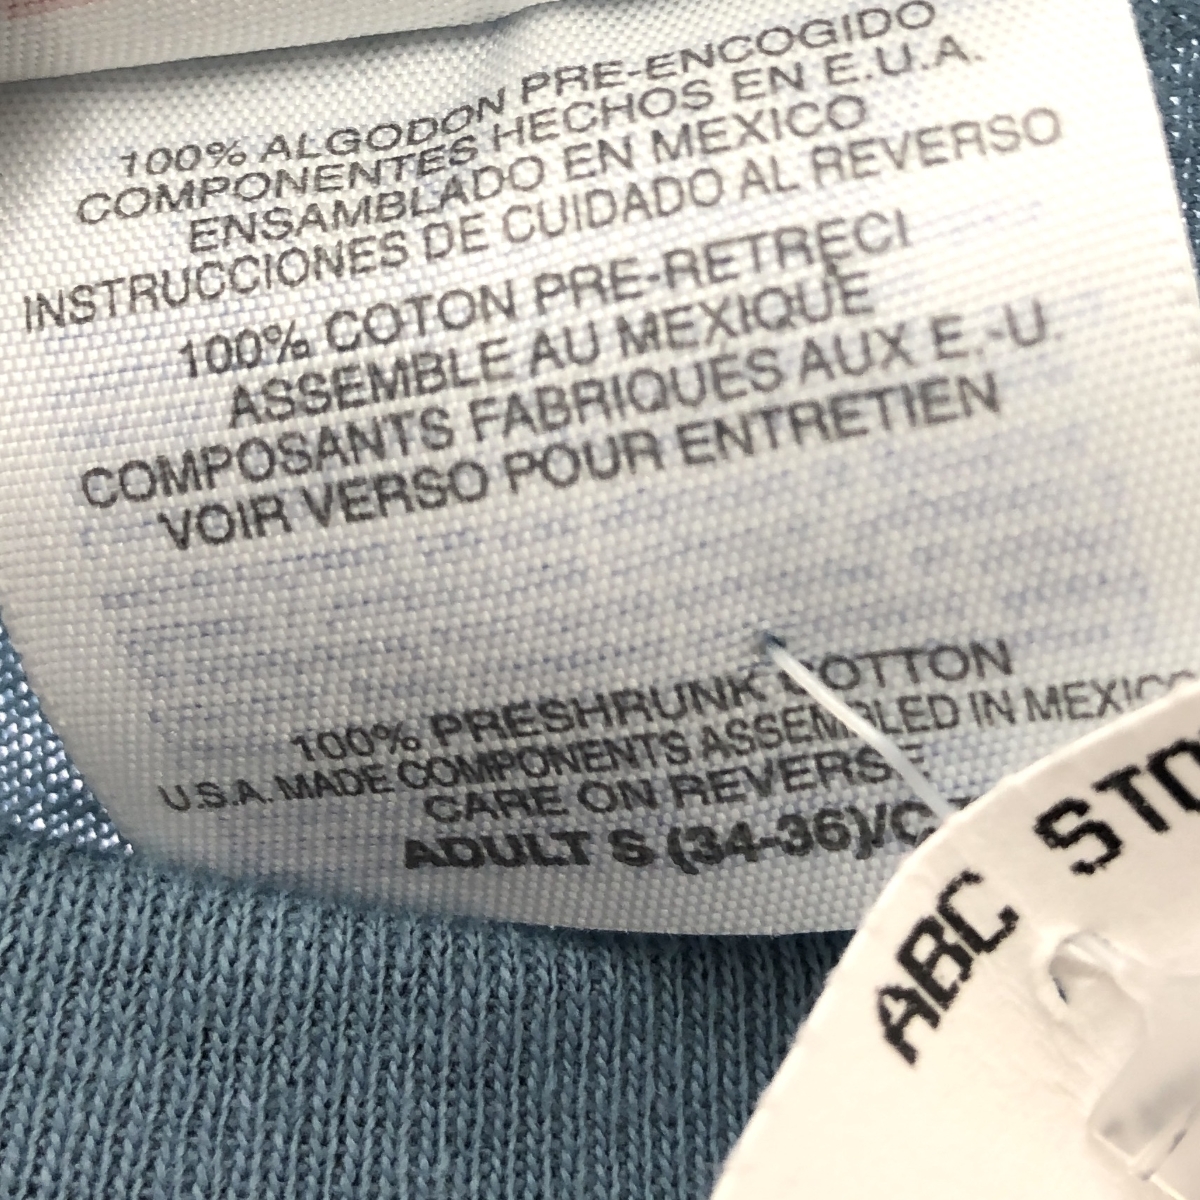 100% ALGODON PRE-ENCOGIDO
COMPONENTES HECHOS EN E.U.A.
ENSAMBLADO EN MEXICO
INSTRUCCIONES DE CUIDADO AL REVERSO
100% COTON PRE-RETRECI
ASSEMBLE AU MEXIQUE
COMPOSANTS FABRIQUES AUX E.-U.
VOIR VERSO POUR ENTRETIEN
100% PRESHRUNK COTTON
U.S.A. MADE COMPONENTS ASSEMBLED IN MEXICO
CARE ON REVERSE
ADULT S (34-36)/C
ABC STO